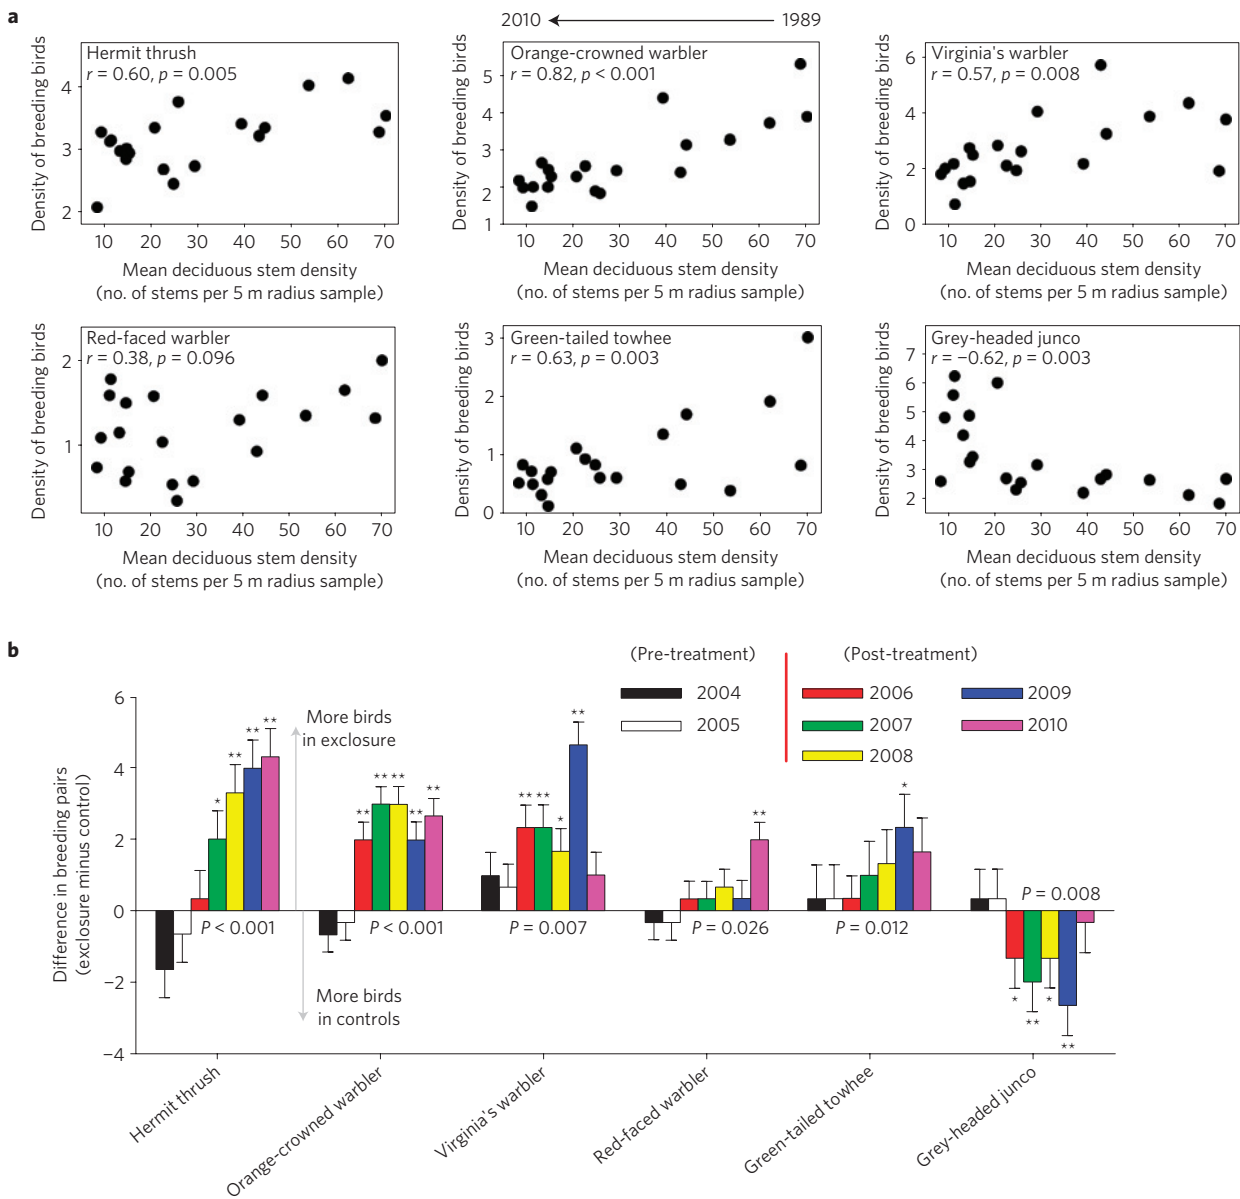 a
2010 1989
Hermit thrush
r = 0.60, p = 0.005
Density of breeding birds
4
3
2
10 20 30 40 50 60 70
Mean deciduous stem density
(no. of stems per 5 m radius sample)
Orange-crowned warbler
r = 0.82, p < 0.001
Density of breeding birds
5
4
3
2
1
10 20 30 40 50 60 70
Mean deciduous stem density
(no. of stems per 5 m radius sample)
Virginia's warbler
r = 0.57, p = 0.008
Density of breeding birds
6
4
2
0
10 20 30 40 50 60 70
Mean deciduous stem density
(no. of stems per 5 m radius sample)
Red-faced warbler
r = 0.38, p = 0.096
Density of breeding birds
2
1
10 20 30 40 50 60 70
Mean deciduous stem density
(no. of stems per 5 m radius sample)
Green-tailed towhee
r = 0.63, p = 0.003
Density of breeding birds
3
2
1
0
10 20 30 40 50 60 70
Mean deciduous stem density
(no. of stems per 5 m radius sample)
Grey-headed junco
r = −0.62, p = 0.003
Density of breeding birds
7
6
5
4
3
2
10 20 30 40 50 60 70
Mean deciduous stem density
(no. of stems per 5 m radius sample)
b
(Pre-treatment) (Post-treatment)
2004 2006 2009
2005 2007 2010
2008
Difference in breeding pairs
(exclosure minus control)
6
4
2
0
−2
−4
More birds
in exclosure
More birds
in controls
* ** ** **
** ** ** ** **
** ** * **
**
*
* ** * **
P < 0.001
P < 0.001
P = 0.007
P = 0.026
P = 0.012
P = 0.008
Hermit thrush
Orange-crowned warbler
Virginia's warbler
Red-faced warbler
Green-tailed towhee
Grey-headed junco